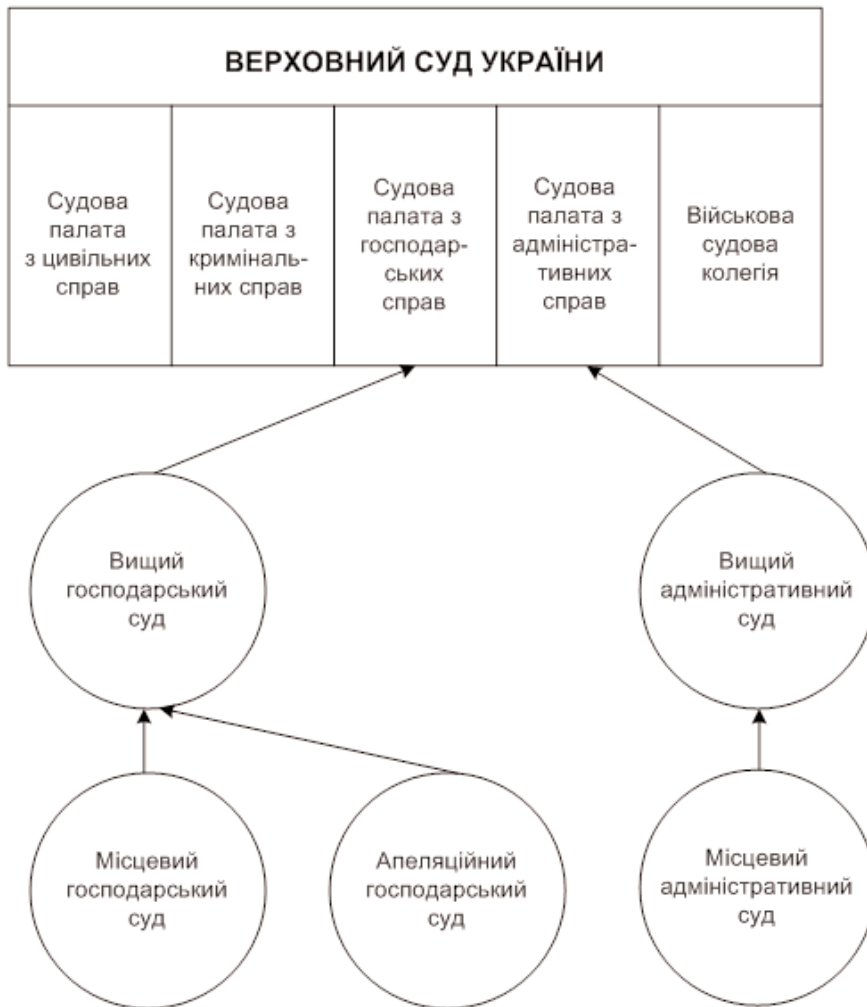 ВЕРХОВНИЙ СУД УКРАЇНИ
Судова
палата
з цивільних
справ
Судова
палата з
криміналь-
них справ
Судова
палата з
господар-
ських
справ
Судова
палата з
адміністра-
тивних
справ
Військова
судова
колегія
Вищий
господарський
суд
Вищий
адміністративний
суд
Місцевий
господарський
суд
Апеляційний
господарський
суд
Місцевий
адміністративний
суд